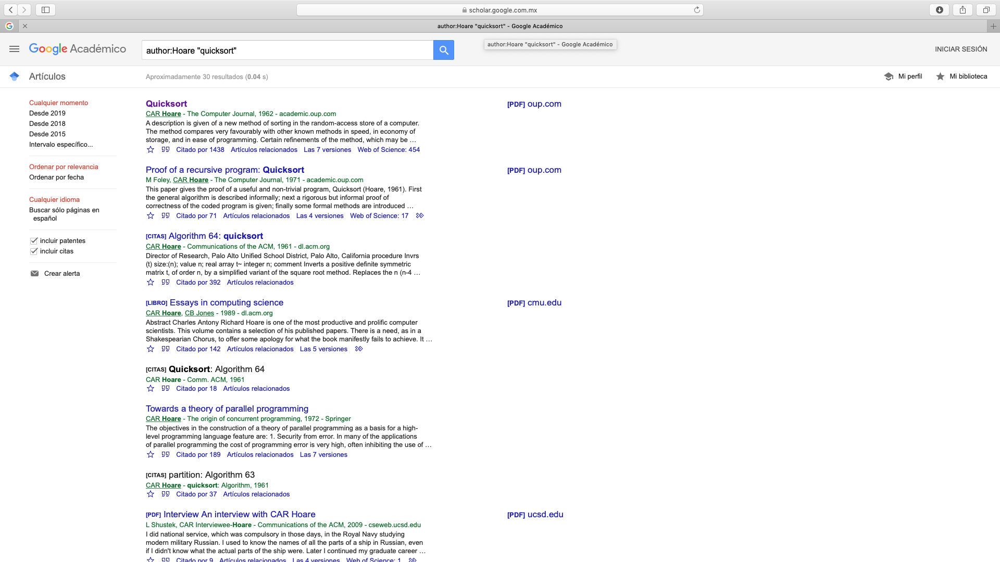 scholar.google.com.mx
author:Hoare "quicksort" - Google Académico
Google Académico
author:Hoare "quicksort"
author:Hoare "quicksort" - Google Académico
INICIAR SESIÓN
Artículos
Aproximadamente 30 resultados (0.04 s)
Mi perfil
Mi biblioteca
Cualquier momento
Desde 2019
Desde 2018
Desde 2015
Intervalo específico...
Ordenar por relevancia
Ordenar por fecha
Cualquier idioma
Buscar sólo páginas en
español
incluir patentes
incluir citas
Crear alerta
Quicksort
[PDF] oup.com
CAR Hoare - The Computer Journal, 1962 - academic.oup.com
A description is given of a new method of sorting in the random-access store of a computer.
The method compares very favourably with other known methods in speed, in economy of
storage, and in ease of programming. Certain refinements of the method, which may be …
Citado por 1438 Artículos relacionados Las 7 versiones Web of Science: 454
Proof of a recursive program: Quicksort
[PDF] oup.com
M Foley, CAR Hoare - The Computer Journal, 1971 - academic.oup.com
This paper gives the proof of a useful and non-trivial program, Quicksort (Hoare, 1961). First
the general algorithm is described informally; next a rigorous but informal proof of
correctness of the coded program is given; finally some formal methods are introduced …
Citado por 71 Artículos relacionados Las 4 versiones Web of Science: 17
[CITAS] Algorithm 64: quicksort
CAR Hoare - Communications of the ACM, 1961 - dl.acm.org
Director of Research, Palo Alto Unified School District, Palo Alto, California procedure Invrs
(t) size:(n); value n; real array t~ integer n; comment Inverts a positive definite symmetric
matrix t, of order n, by a simplified variant of the square root method. Replaces the n (n-4 …
Citado por 392 Artículos relacionados
[LIBRO] Essays in computing science
[PDF] cmu.edu
CAR Hoare, CB Jones - 1989 - dl.acm.org
Abstract Charles Antony Richard Hoare is one of the most productive and prolific computer
scientists. This volume contains a selection of his published papers. There is a need, as in a
Shakespearian Chorus, to offer some apology for what the book manifestly fails to achieve. It …
Citado por 142 Artículos relacionados Las 5 versiones
[CITAS] Quicksort: Algorithm 64
CAR Hoare - Comm. ACM, 1961
Citado por 18 Artículos relacionados
Towards a theory of parallel programming
CAR Hoare - The origin of concurrent programming, 1972 - Springer
The objectives in the construction of a theory of parallel programming as a basis for a high-
level programming language feature are: 1. Security from error. In many of the applications
of parallel programming the cost of programming error is very high, often inhibiting the use of …
Citado por 189 Artículos relacionados Las 7 versiones
[CITAS] partition: Algorithm 63
CAR Hoare - quicksort: Algorithm, 1961
Citado por 37 Artículos relacionados
[PDF] Interview An interview with CAR Hoare
[PDF] ucsd.edu
L Shustek, CAR Interviewee-Hoare - Communications of the ACM, 2009 - cseweb.ucsd.edu
I did national service, which was compulsory in those days, in the Royal Navy studying
modern military Russian. I used to know the names of all the parts of a ship in Russian, even
if I didn't know what the actual parts of the ship were. Later I continued my graduate career …
Citado por 9 Artículos relacionados Las 4 versiones Web of Science: 1